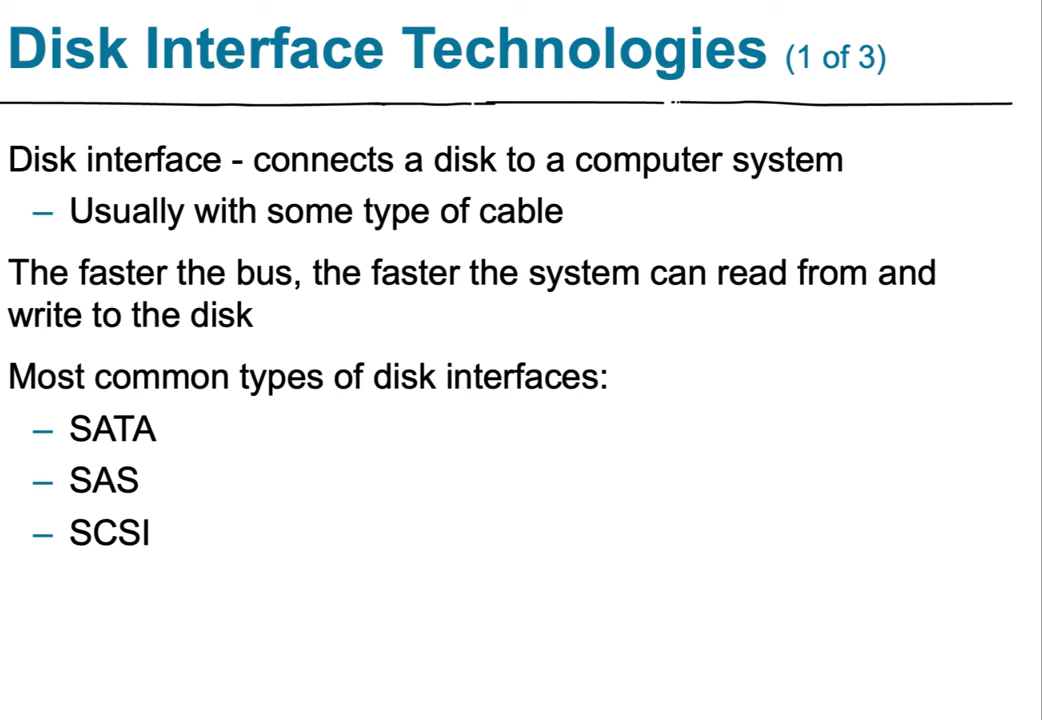 Disk Interface Technologies (1 of 3)
Disk interface - connects a disk to a computer system
– Usually with some type of cable
The faster the bus, the faster the system can read from and
write to the disk
Most common types of disk interfaces:
– SATA
– SAS
– SCSI